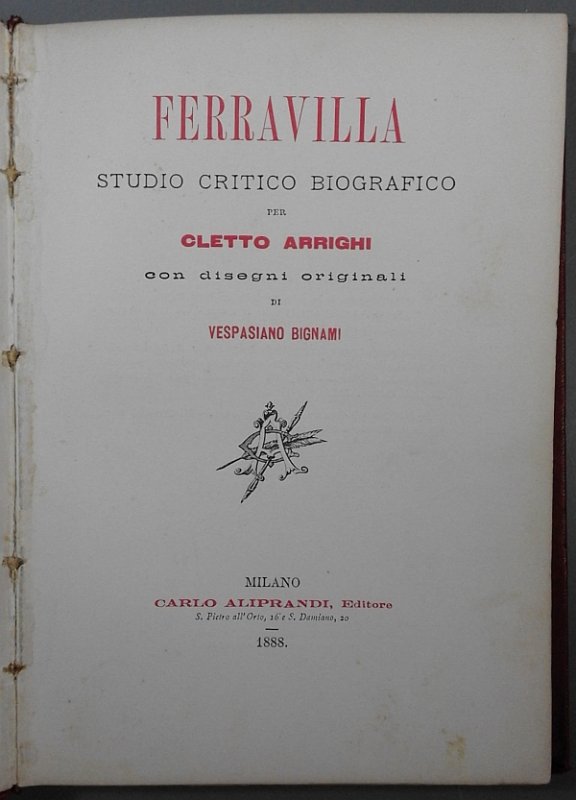 FERRAVILLA
STUDIO CRITICO BIOGRAFICO
PER
CLETTO ARRIGHI
con disegni originali
DI
VESPASIANO BIGNAMI
CA
MILANO
CARLO ALIPRANDI, Editore
S. Pietro all'Orto, 16 e S. Damiano, 20
1888.